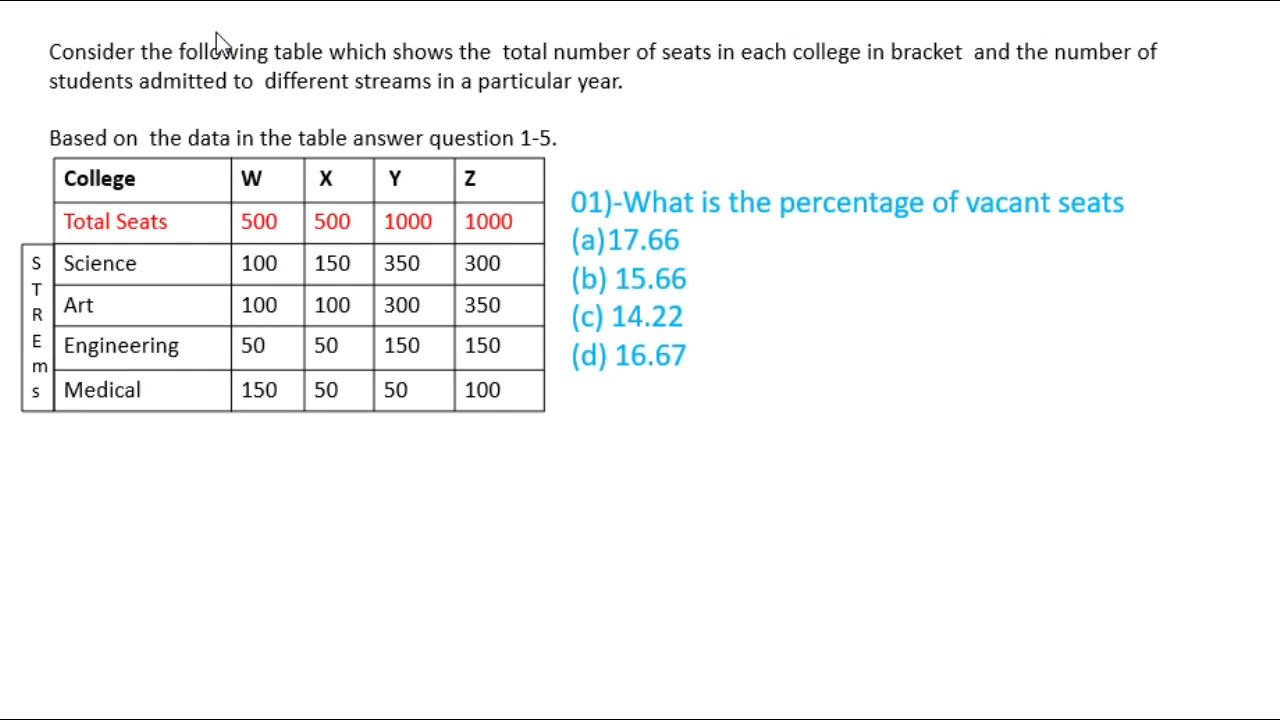 Consider the following table which shows the total number of seats in each college in bracket and the number of
students admitted to different streams in a particular year.
Based on the data in the table answer question 1-5.
College W X Y Z
Total Seats 500 500 1000 1000
Science 100 150 350 300
Art 100 100 300 350
Engineering 50 50 150 150
Medical 150 50 50 100
S
T
R
E
m
s
01)-What is the percentage of vacant seats
(a)17.66
(b) 15.66
(c) 14.22
(d) 16.67